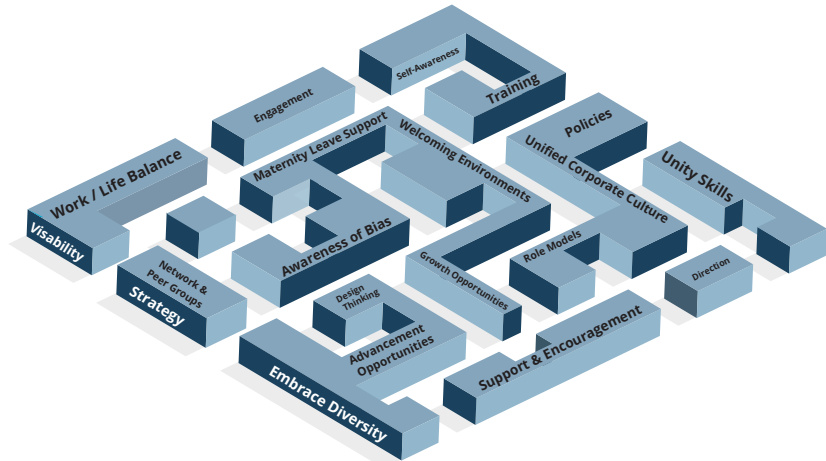 Self-Awareness
Training
Engagement
Maternity Leave Support
Welcoming Environments
Policies
Unified Corporate Culture
Unity Skills
Work / Life Balance
Visability
Awareness of Bias
Network &
Peer Groups
Strategy
Growth Opportunities
Role Models
Direction
Design
Thinking
Advancement
Opportunities
Support & Encouragement
Embrace Diversity